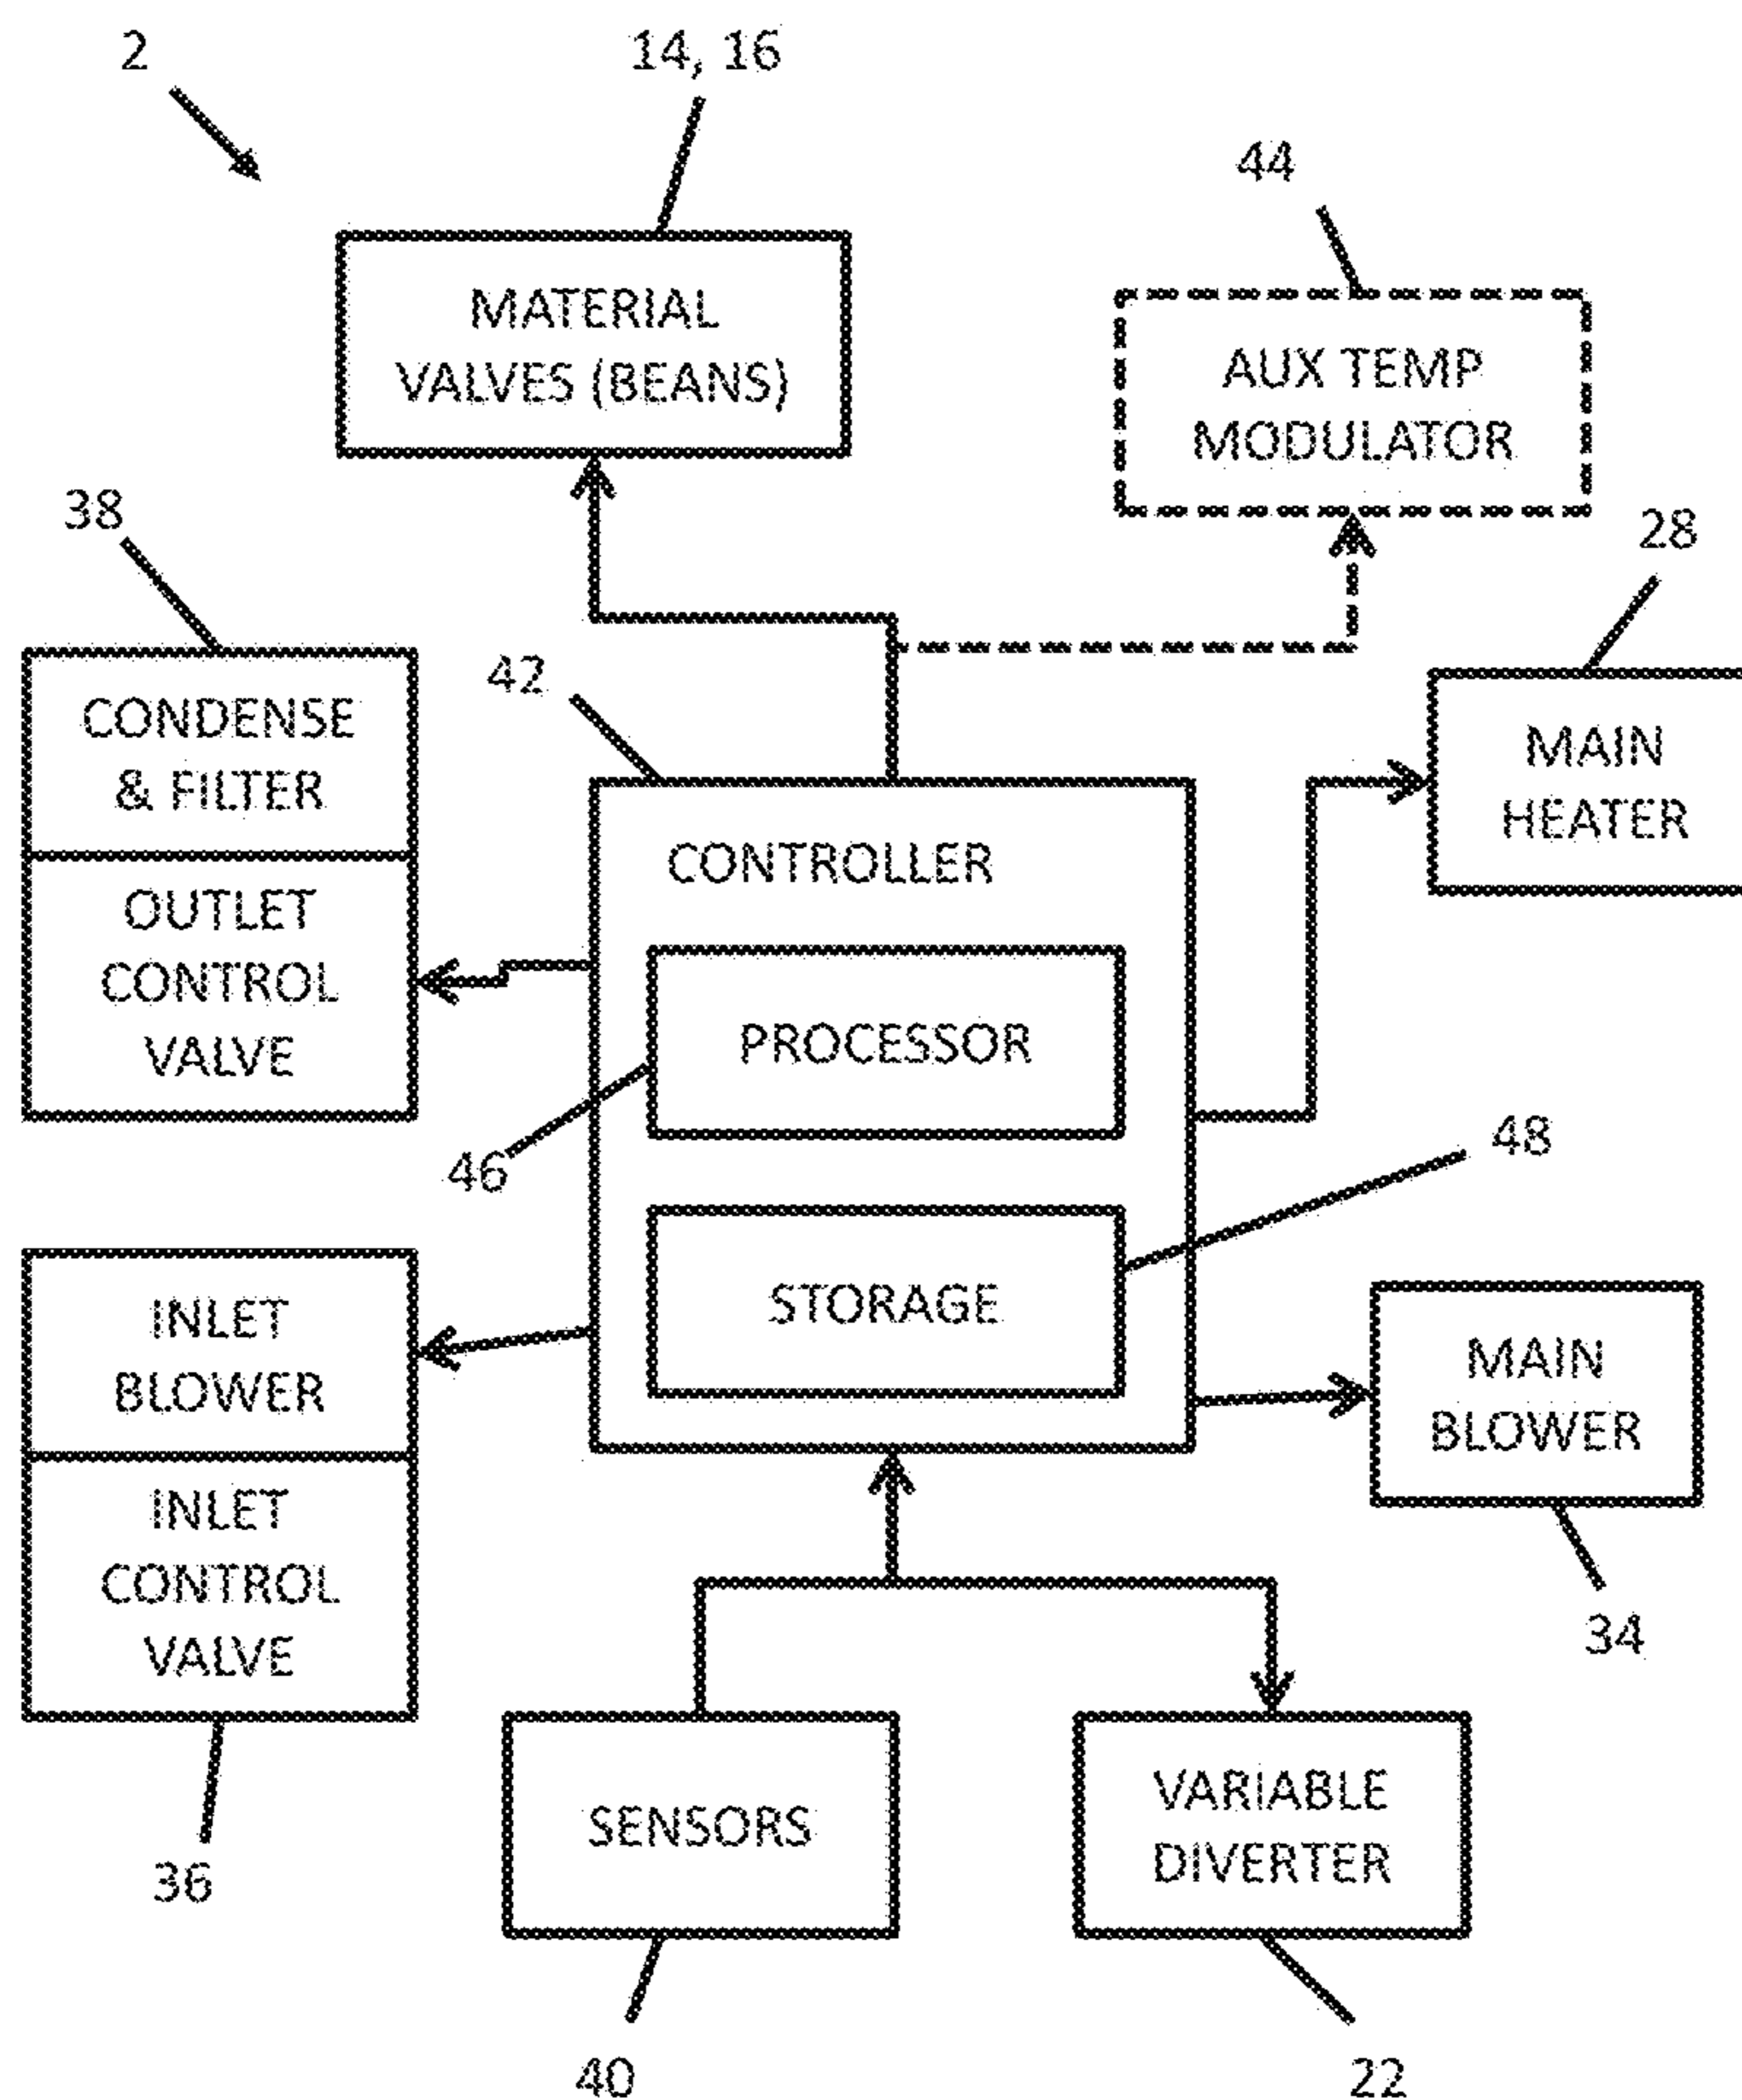 2
14, 16
MATERIAL
VALVES (BEANS)
44
AUX TEMP
MODULATOR
38
CONDENSE
& FILTER
OUTLET
CONTROL
VALVE
42
CONTROLLER
PROCESSOR
46
STORAGE
48
28
MAIN
HEATER
INLET
BLOWER
INLET
CONTROL
VALVE
36
MAIN
BLOWER
34
SENSORS
40
VARIABLE
DIVERTER
22